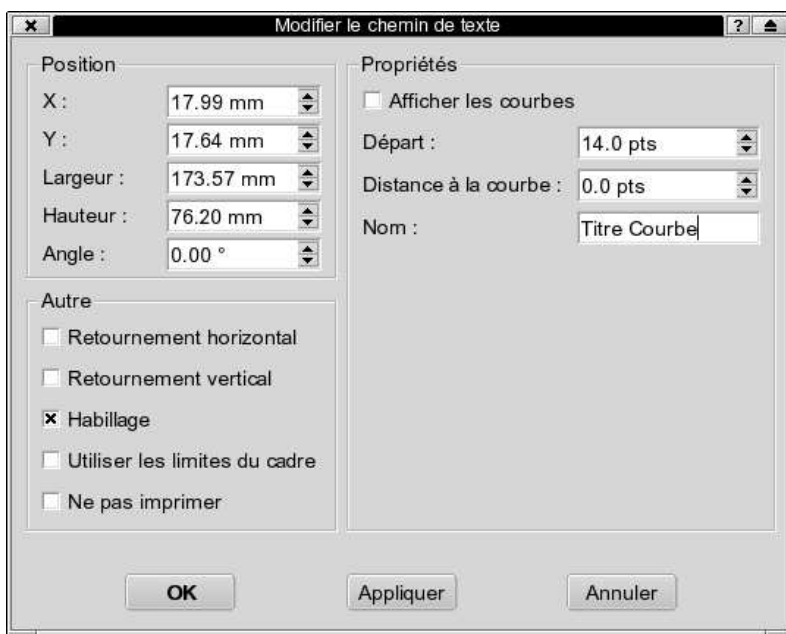 Modifier le chemin de texte
?
Position
X : 17.99 mm
Y : 17.64 mm
Largeur : 173.57 mm
Hauteur : 76.20 mm
Angle : 0.00 °
Autre
Retournement horizontal
Retournement vertical
Habillage
Utiliser les limites du cadre
Ne pas imprimer
Propriétés
Afficher les courbes
Départ : 14.0 pts
Distance à la courbe : 0.0 pts
Nom : Titre Courbe
OK
Appliquer
Annuler